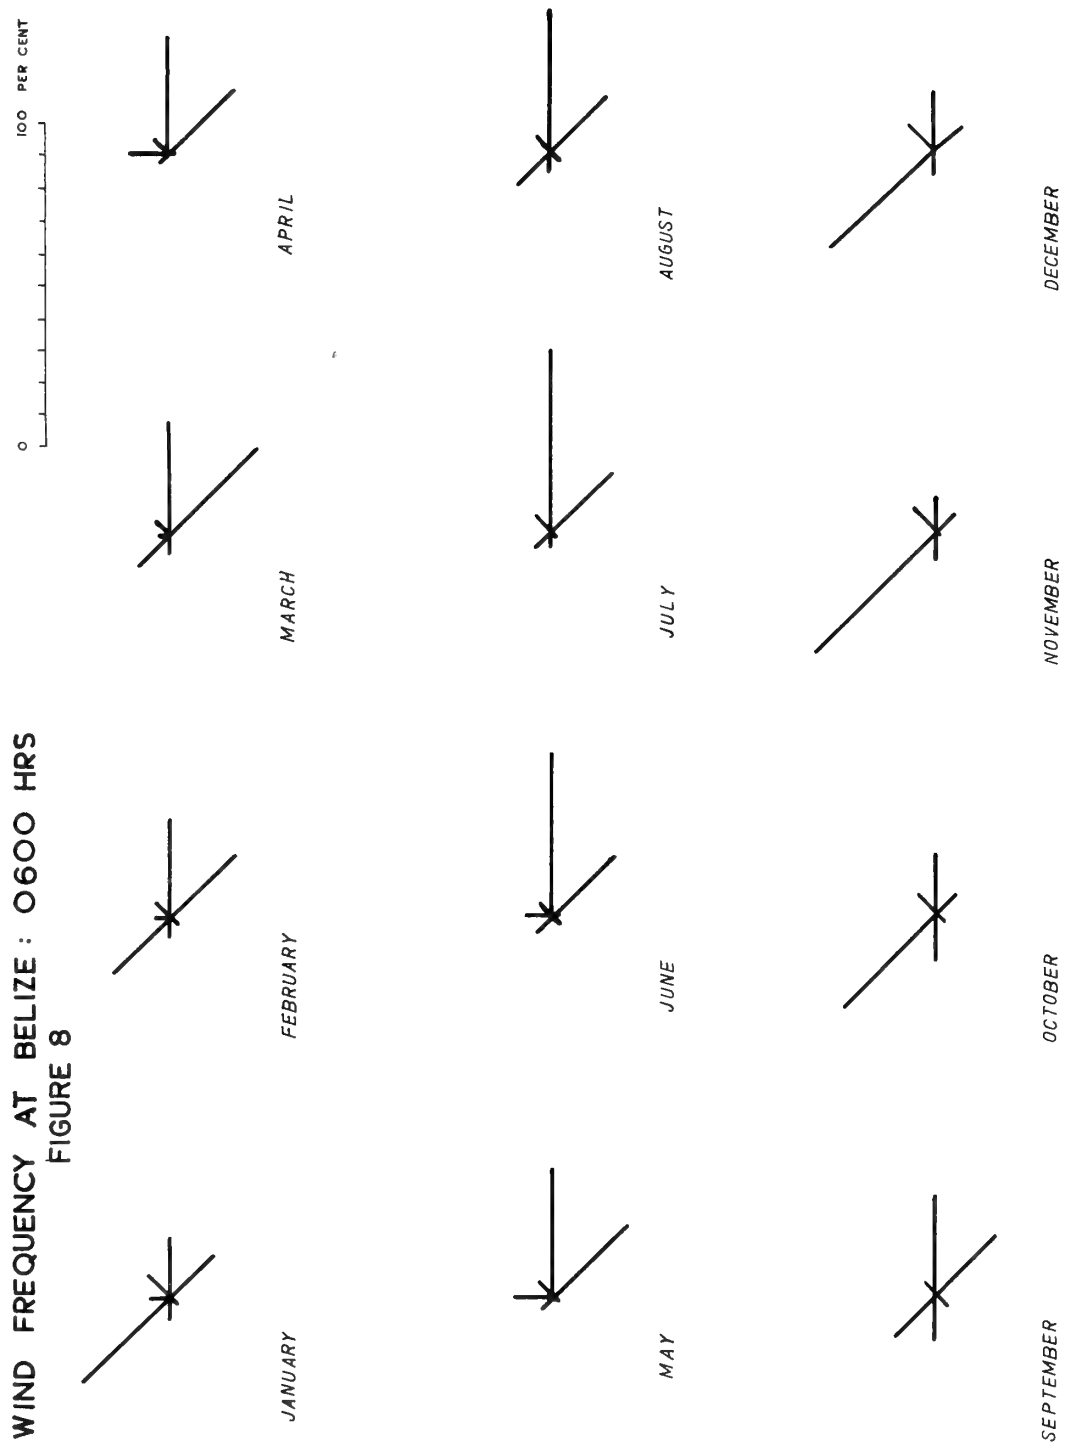 WIND FREQUENCY AT BELIZE : 0600 HRS
FIGURE 8
0 100 PER CENT
JANUARY FEBRUARY MARCH APRIL
MAY JUNE JULY AUGUST
SEPTEMBER OCTOBER NOVEMBER DECEMBER